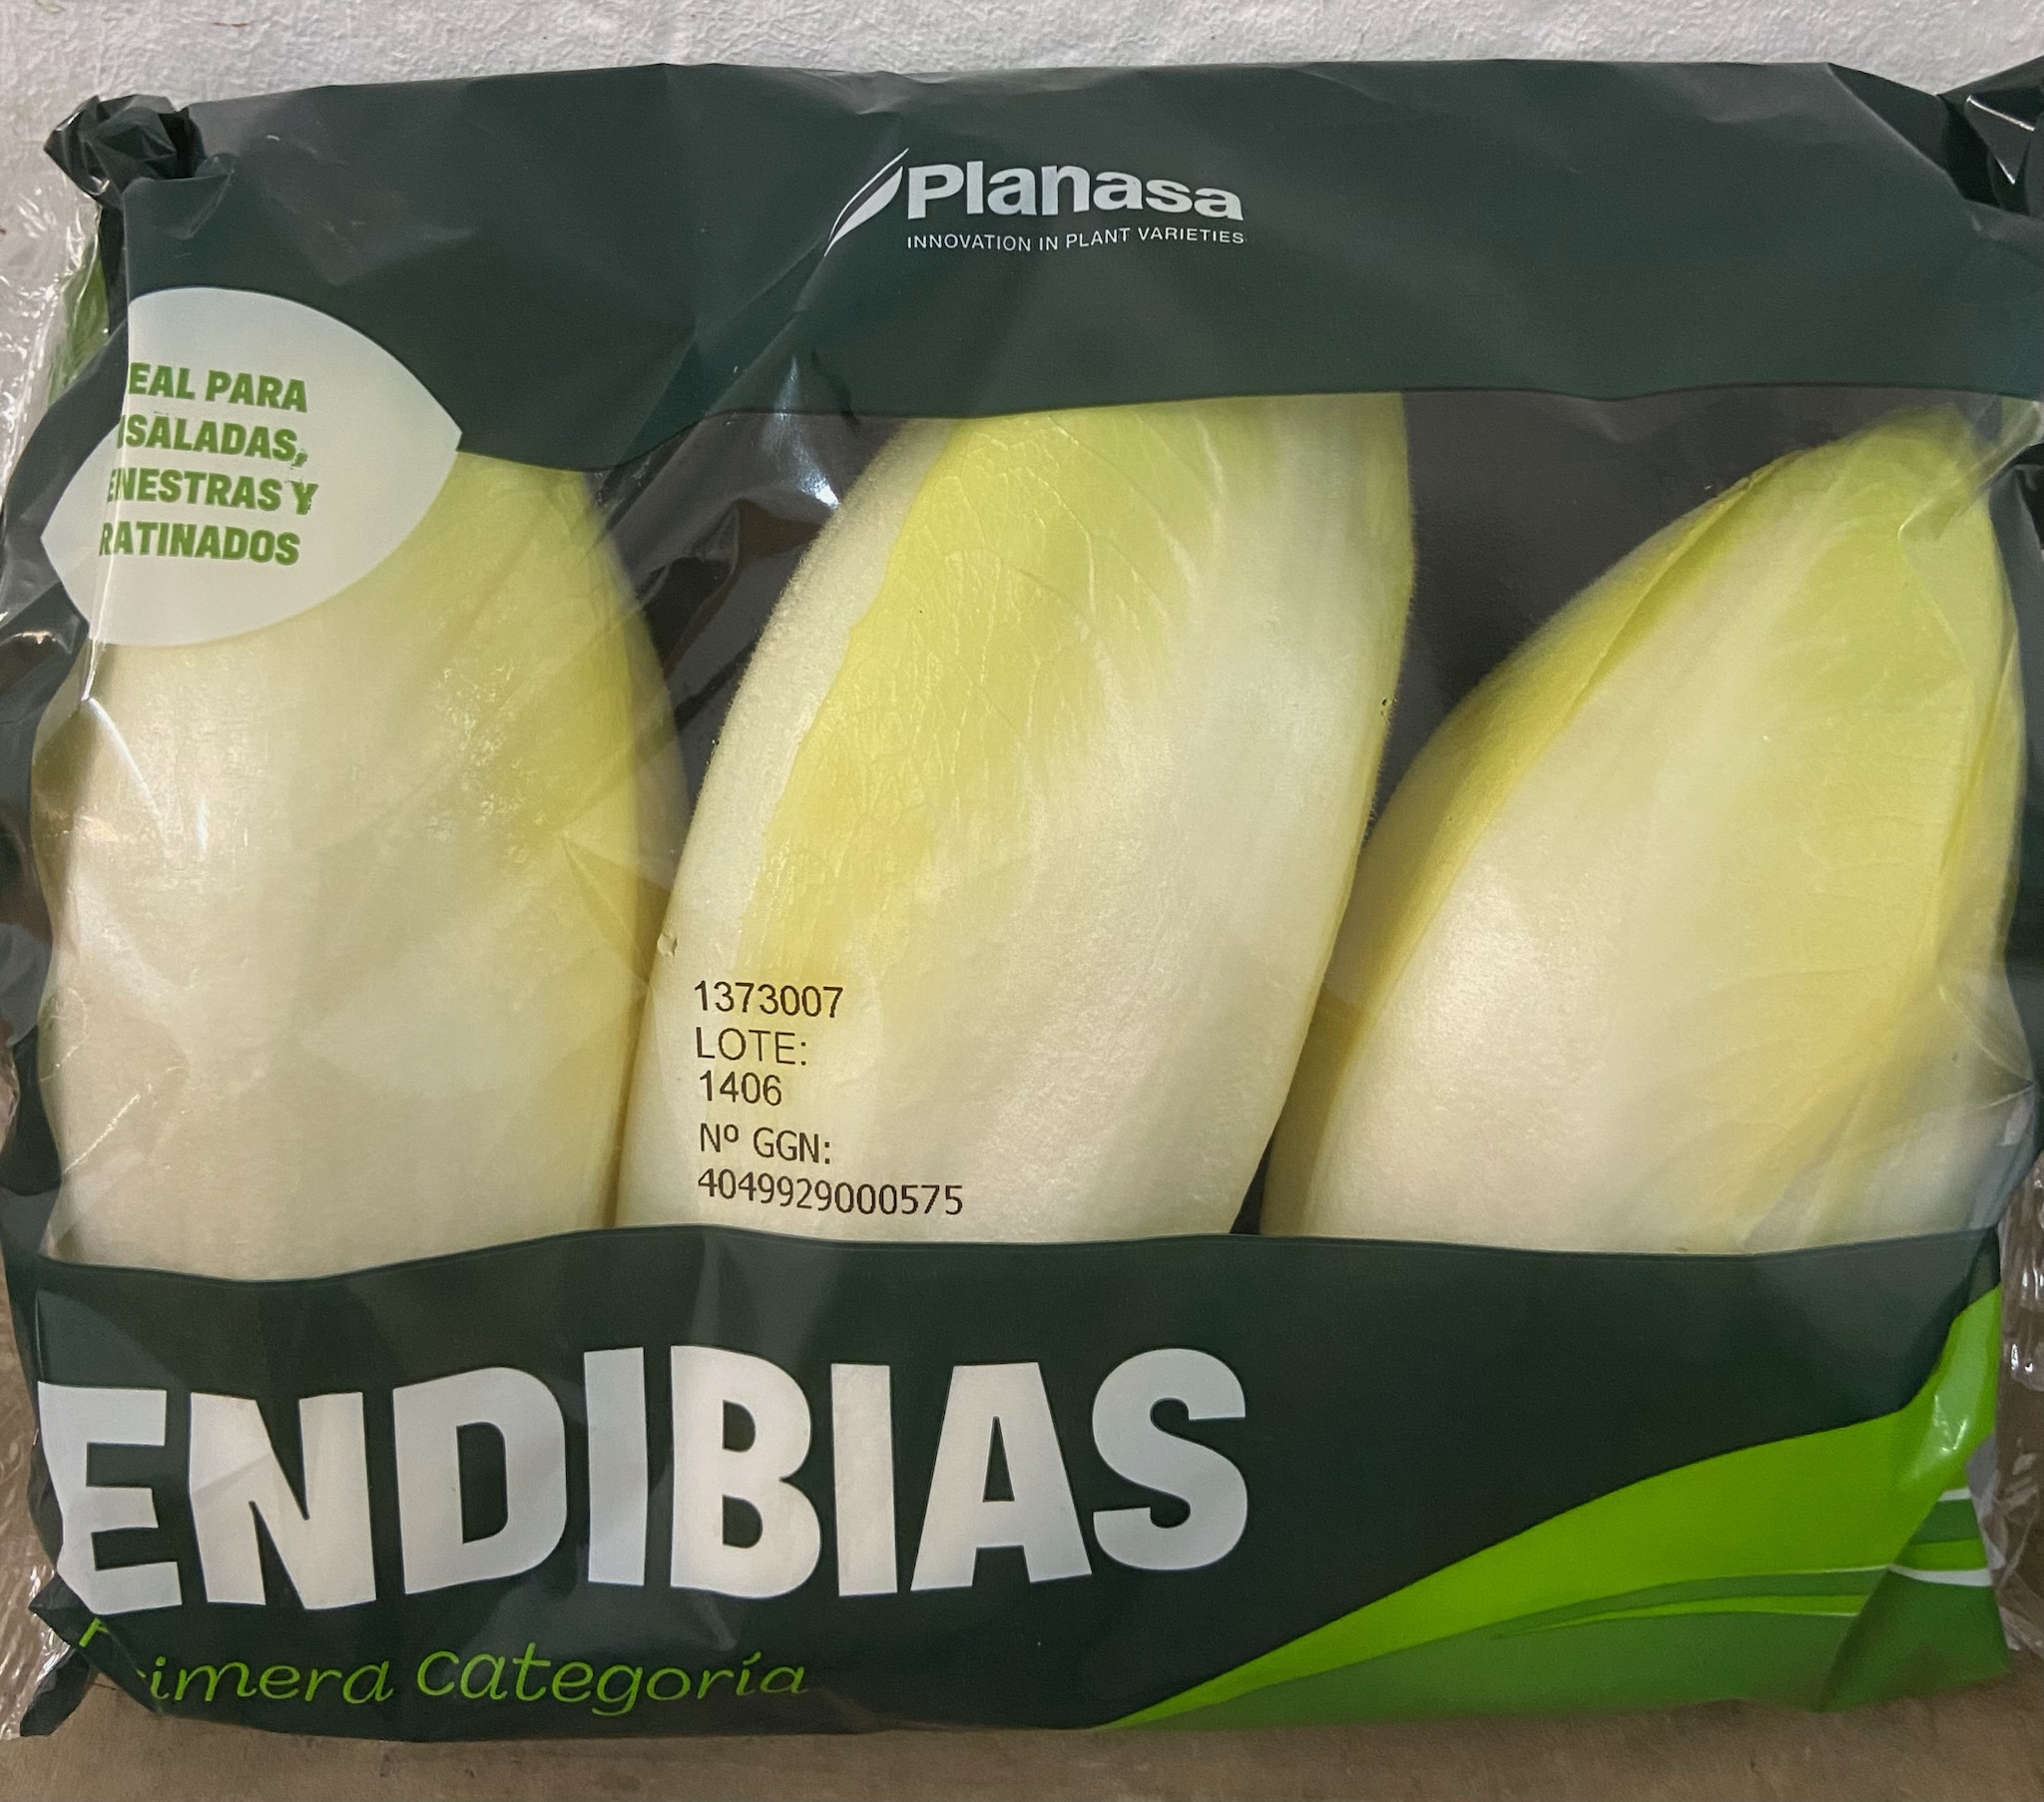 Planasa
INNOVATION IN PLANT VARIETIES
EAL PARA
SALADAS,
ENESTRAS Y
RATINADOS
1373007
LOTE:
1406
Nº GGN:
4049929000575
ENDIBIAS
imera categoría